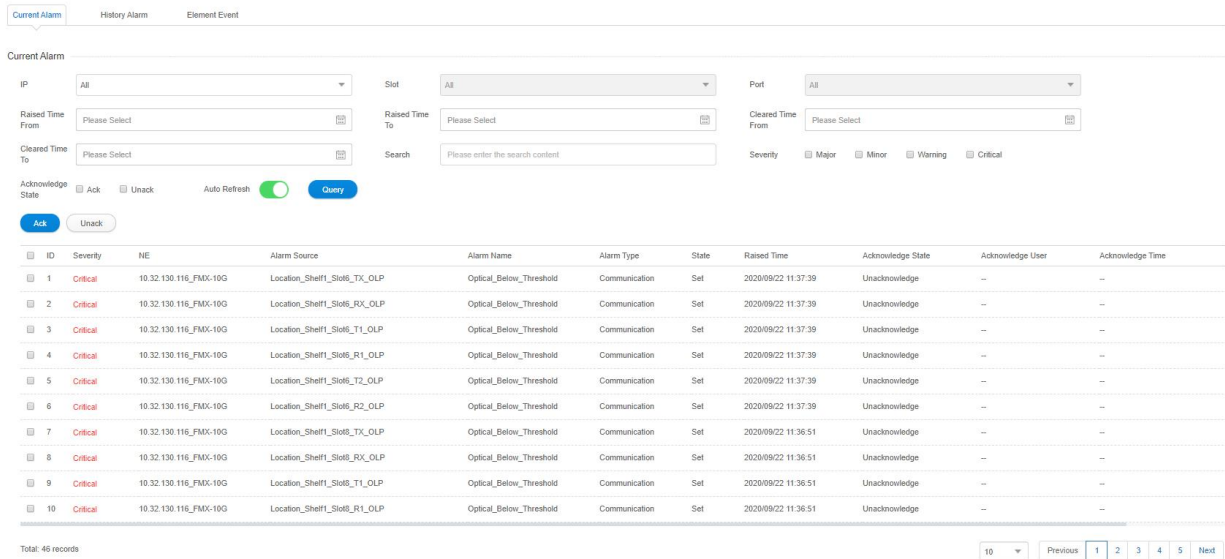 Current Alarm History Alarm Element Event
Current Alarm
IP All Slot All Port All
Raised Time From Please Select Raised Time To Please Select Cleared Time From Please Select
Cleared Time To Please Select Search Please enter the search content Severity Major Minor Warning Critical
Acknowledge State Ack Unack Auto Refresh Query
Ack Unack
ID Severity NE Alarm Source Alarm Name Alarm Type State Raised Time Acknowledge State Acknowledge User Acknowledge Time
1 Critical 10.32.130.116_FMX-10G Location_Shelf1_Slot6_TX_OLP Optical_Below_Threshold Communication Set 2020/09/22 11:37:39 Unacknowledge -- --
2 Critical 10.32.130.116_FMX-10G Location_Shelf1_Slot6_RX_OLP Optical_Below_Threshold Communication Set 2020/09/22 11:37:39 Unacknowledge -- --
3 Critical 10.32.130.116_FMX-10G Location_Shelf1_Slot6_T1_OLP Optical_Below_Threshold Communication Set 2020/09/22 11:37:39 Unacknowledge -- --
4 Critical 10.32.130.116_FMX-10G Location_Shelf1_Slot6_R1_OLP Optical_Below_Threshold Communication Set 2020/09/22 11:37:39 Unacknowledge -- --
5 Critical 10.32.130.116_FMX-10G Location_Shelf1_Slot6_T2_OLP Optical_Below_Threshold Communication Set 2020/09/22 11:37:39 Unacknowledge -- --
6 Critical 10.32.130.116_FMX-10G Location_Shelf1_Slot6_R2_OLP Optical_Below_Threshold Communication Set 2020/09/22 11:37:39 Unacknowledge -- --
7 Critical 10.32.130.116_FMX-10G Location_Shelf1_Slot8_TX_OLP Optical_Below_Threshold Communication Set 2020/09/22 11:36:51 Unacknowledge -- --
8 Critical 10.32.130.116_FMX-10G Location_Shelf1_Slot8_RX_OLP Optical_Below_Threshold Communication Set 2020/09/22 11:36:51 Unacknowledge -- --
9 Critical 10.32.130.116_FMX-10G Location_Shelf1_Slot8_T1_OLP Optical_Below_Threshold Communication Set 2020/09/22 11:36:51 Unacknowledge -- --
10 Critical 10.32.130.116_FMX-10G Location_Shelf1_Slot8_R1_OLP Optical_Below_Threshold Communication Set 2020/09/22 11:36:51 Unacknowledge -- --
Total: 46 records 10 Previous 1 2 3 4 5 Next